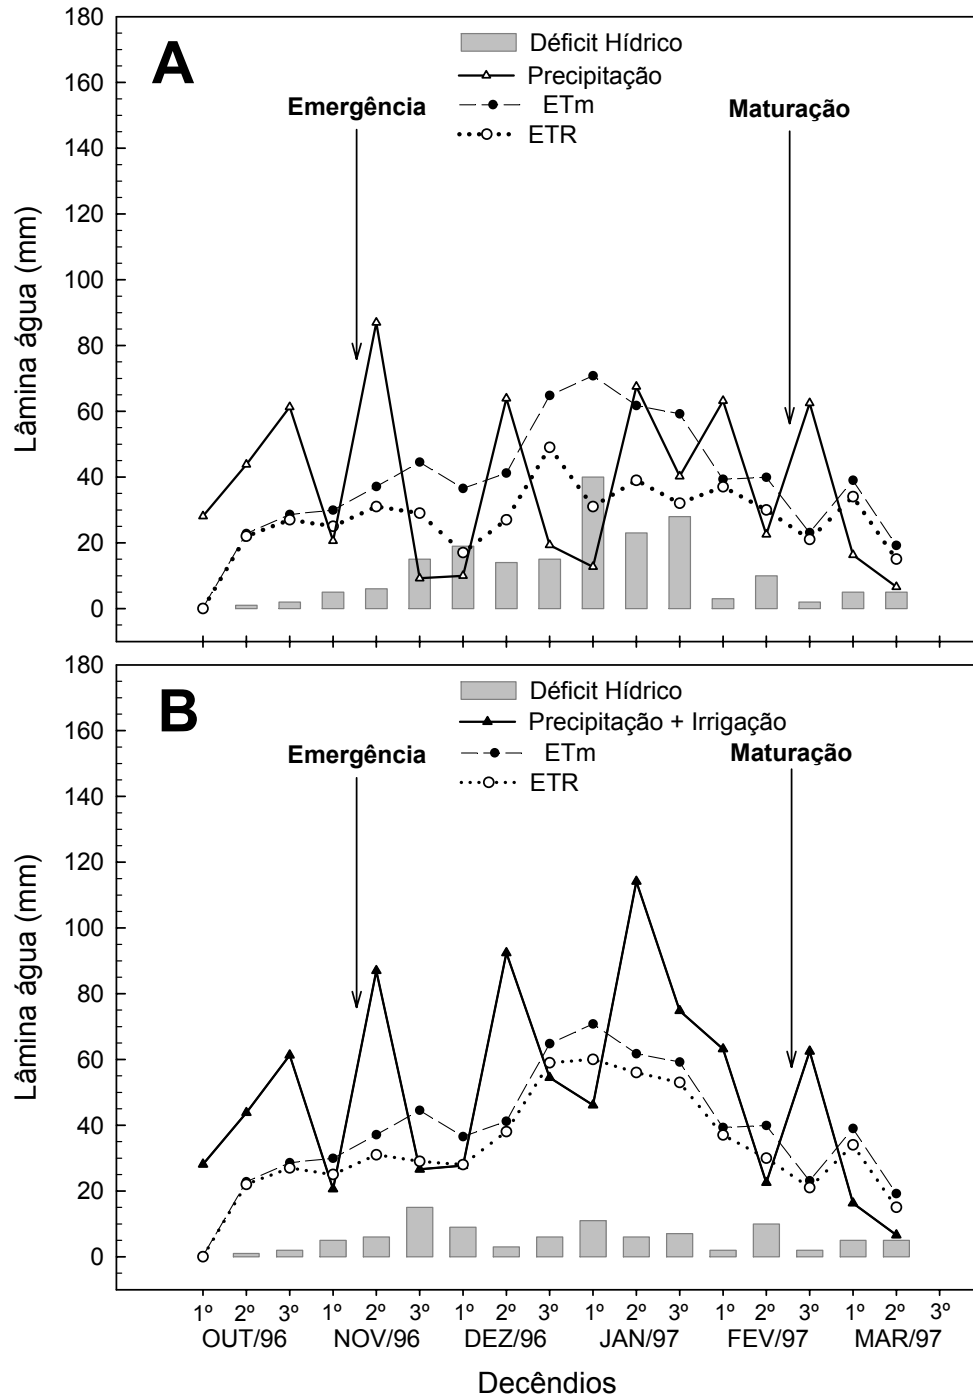 A
Déficit Hídrico
Precipitação
ETm
ETR
Emergência
Maturação
Lâmina água (mm)
180
160
140
120
100
80
60
40
20
0
B
Déficit Hídrico
Precipitação + Irrigação
ETm
ETR
Emergência
Maturação
Lâmina água (mm)
180
160
140
120
100
80
60
40
20
0
1º 2º 3º 1º 2º 3º 1º 2º 3º 1º 2º 3º 1º 2º 3º 1º 2º 3º
OUT/96 NOV/96 DEZ/96 JAN/97 FEV/97 MAR/97
Decêndios